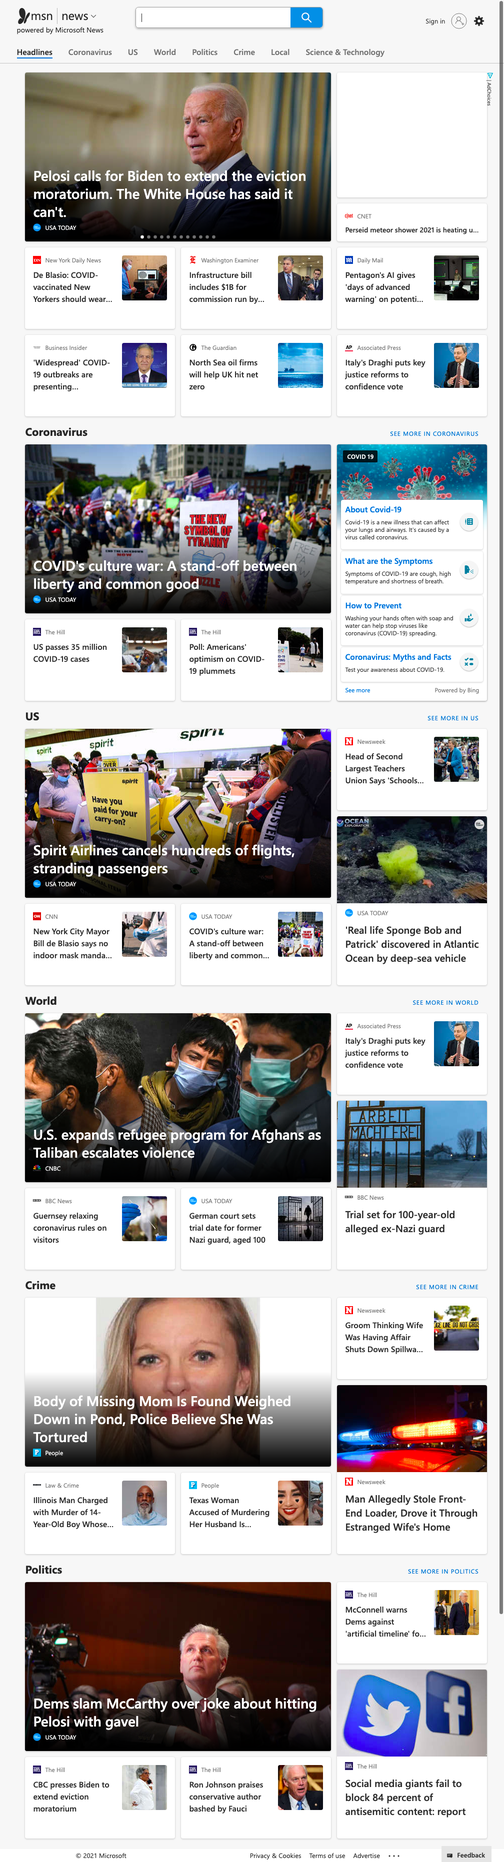 msn | news
powered by Microsoft News
Sign in
Headlines Coronavirus US World Politics Crime Local Science & Technology
AdChoices
Pelosi calls for Biden to extend the eviction
moratorium. The White House has said it
can't.
USA TODAY
CNET
Perseid meteor shower 2021 is heating u...
New York Daily News
De Blasio: COVID-
vaccinated New
Yorkers should wear...
Washington Examiner
Infrastructure bill
includes $1B for
commission run by...
Daily Mail
Pentagon's AI gives
'days of advanced
warning' on potenti...
Business Insider
'Widespread' COVID-
19 outbreaks are
presenting...
The Guardian
North Sea oil firms
will help UK hit net
zero
Associated Press
Italy's Draghi puts key
justice reforms to
confidence vote
Coronavirus
SEE MORE IN CORONAVIRUS
THE NEW
SYMBOL OF
TYRANNY
COVID's culture war: A stand-off between
liberty and common good
USA TODAY
COVID 19
About Covid-19
Covid-19 is a new illness that can affect
your lungs and airways. It's caused by a
virus called coronavirus.
What are the Symptoms
Symptoms of COVID-19 are cough, high
temperature and shortness of breath.
How to Prevent
Washing your hands often with soap and
water can help stop viruses like
coronavirus (COVID-19) spreading.
Coronavirus: Myths and Facts
Test your awareness about COVID-19.
See more
Powered by Bing
The Hill
US passes 35 million
COVID-19 cases
The Hill
Poll: Americans'
optimism on COVID-
19 plummets
US
SEE MORE IN US
spirit
spirit
spirit
Have you
paid for your
carry-on?
HOLLISTER
Spirit Airlines cancels hundreds of flights,
stranding passengers
USA TODAY
Newsweek
Head of Second
Largest Teachers
Union Says 'Schools...
OCEAN
EXPLORATION
USA TODAY
'Real life Sponge Bob and
Patrick' discovered in Atlantic
Ocean by deep-sea vehicle
CNN
New York City Mayor
Bill de Blasio says no
indoor mask manda...
USA TODAY
COVID's culture war:
A stand-off between
liberty and common...
World
SEE MORE IN WORLD
U.S. expands refugee program for Afghans as
Taliban escalates violence
CNBC
Associated Press
Italy's Draghi puts key
justice reforms to
confidence vote
ARBEIT
MACHT FREI
BBC News
Trial set for 100-year-old
alleged ex-Nazi guard
BBC News
Guernsey relaxing
coronavirus rules on
visitors
USA TODAY
German court sets
trial date for former
Nazi guard, aged 100
Crime
SEE MORE IN CRIME
Body of Missing Mom Is Found Weighed
Down in Pond, Police Believe She Was
Tortured
People
Newsweek
Groom Thinking Wife
Was Having Affair
Shuts Down Spillwa...
Newsweek
Man Allegedly Stole Front-
End Loader, Drove it Through
Estranged Wife's Home
Law & Crime
Illinois Man Charged
with Murder of 14-
Year-Old Boy Whose...
People
Texas Woman
Accused of Murdering
Her Husband Is...
Politics
SEE MORE IN POLITICS
Dems slam McCarthy over joke about hitting
Pelosi with gavel
USA TODAY
The Hill
McConnell warns
Dems against
'artificial timeline' fo...
The Hill
Social media giants fail to
block 84 percent of
antisemitic content: report
The Hill
CBC presses Biden to
extend eviction
moratorium
The Hill
Ron Johnson praises
conservative author
bashed by Fauci
© 2021 Microsoft
Privacy & Cookies Terms of use Advertise ...
Feedback